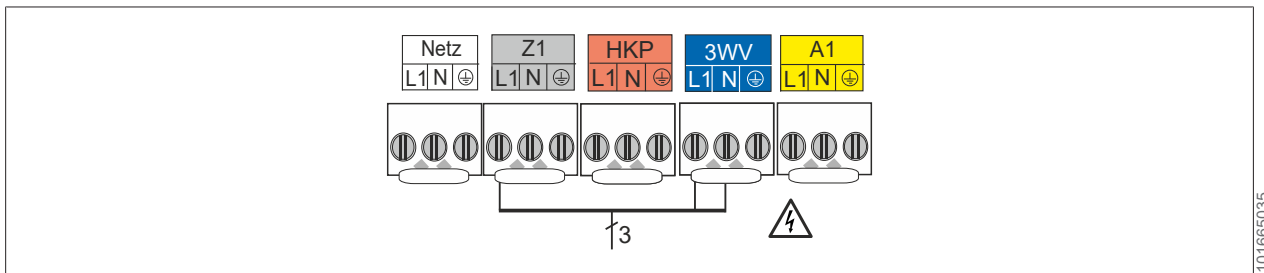 Netz Z1 HKP 3WV A1
L1 N L1 N L1 N L1 N L1 N
3
101665035